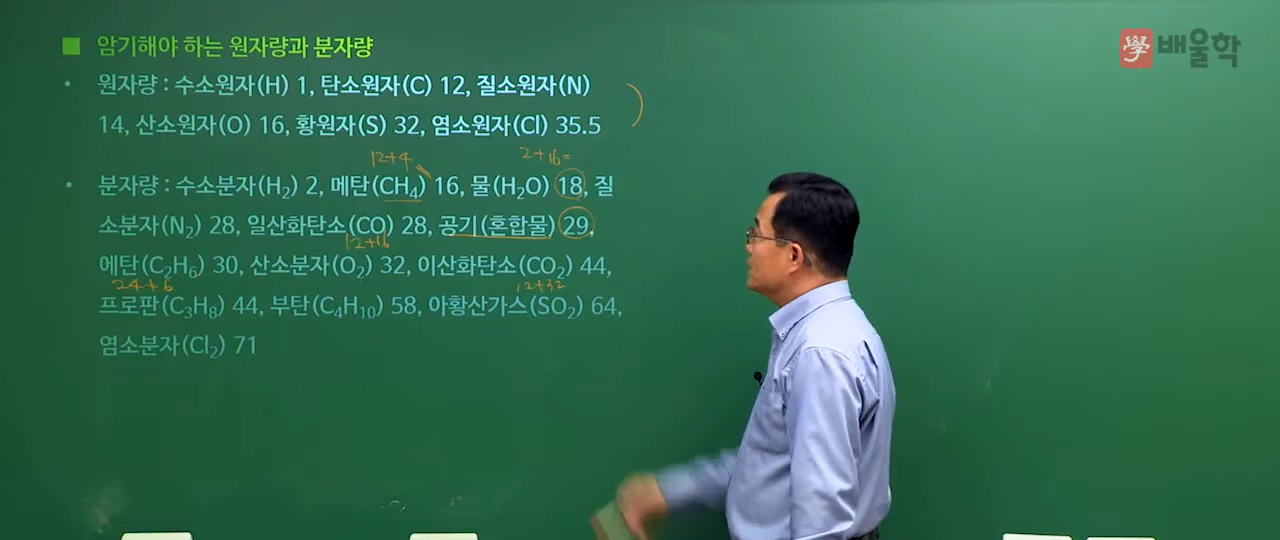 ■ 암기해야 하는 원자량과 분자량
學 배울학
• 원자량 : 수소원자(H) 1, 탄소원자(C) 12, 질소원자(N)
14, 산소원자(O) 16, 황원자(S) 32, 염소원자(Cl) 35.5
12+4 2+16=
• 분자량 : 수소분자(H₂) 2, 메탄(CH₄) 16, 물(H₂O) 18, 질
소분자(N₂) 28, 일산화탄소(CO) 28, 공기(혼합물) 29,
12+16
에탄(C₂H₆) 30, 산소분자(O₂) 32, 이산화탄소(CO₂) 44,
24+6 12+32
프로판(C₃H₈) 44, 부탄(C₄H₁₀) 58, 아황산가스(SO₂) 64,
염소분자(Cl₂) 71